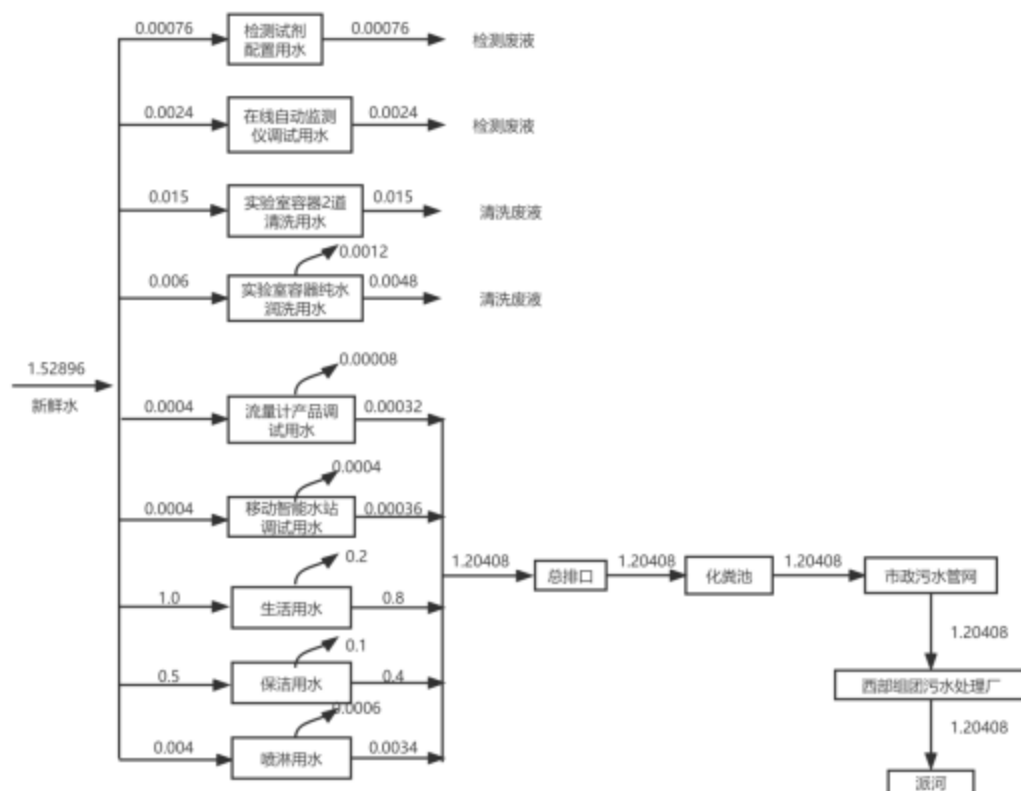 0.00076
检测试剂
配置用水
0.00076
检测废液
0.0024
在线自动监测
仪调试用水
0.0024
检测废液
0.015
实验室容器2道
清洗用水
0.015
清洗废液
0.0012
0.006
实验室容器纯水
润洗用水
0.0048
清洗废液
1.52896
新鲜水
0.00008
0.0004
流量计产品调
试用水
0.00032
0.0004
0.0004
移动智能水站
调试用水
0.00036
0.2
1.0
生活用水
0.8
0.1
0.5
保洁用水
0.4
0.0006
0.004
喷淋用水
0.0034
1.20408
总排口
1.20408
化粪池
1.20408
市政污水管网
1.20408
西部组团污水处理厂
1.20408
派河